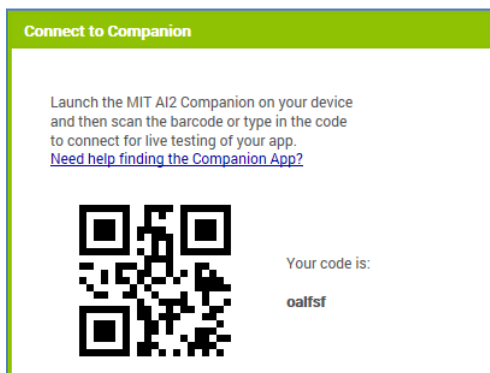 Connect to Companion
Launch the MIT AI2 Companion on your device
and then scan the barcode or type in the code
to connect for live testing of your app.
Need help finding the Companion App?
Your code is:
oalfsf